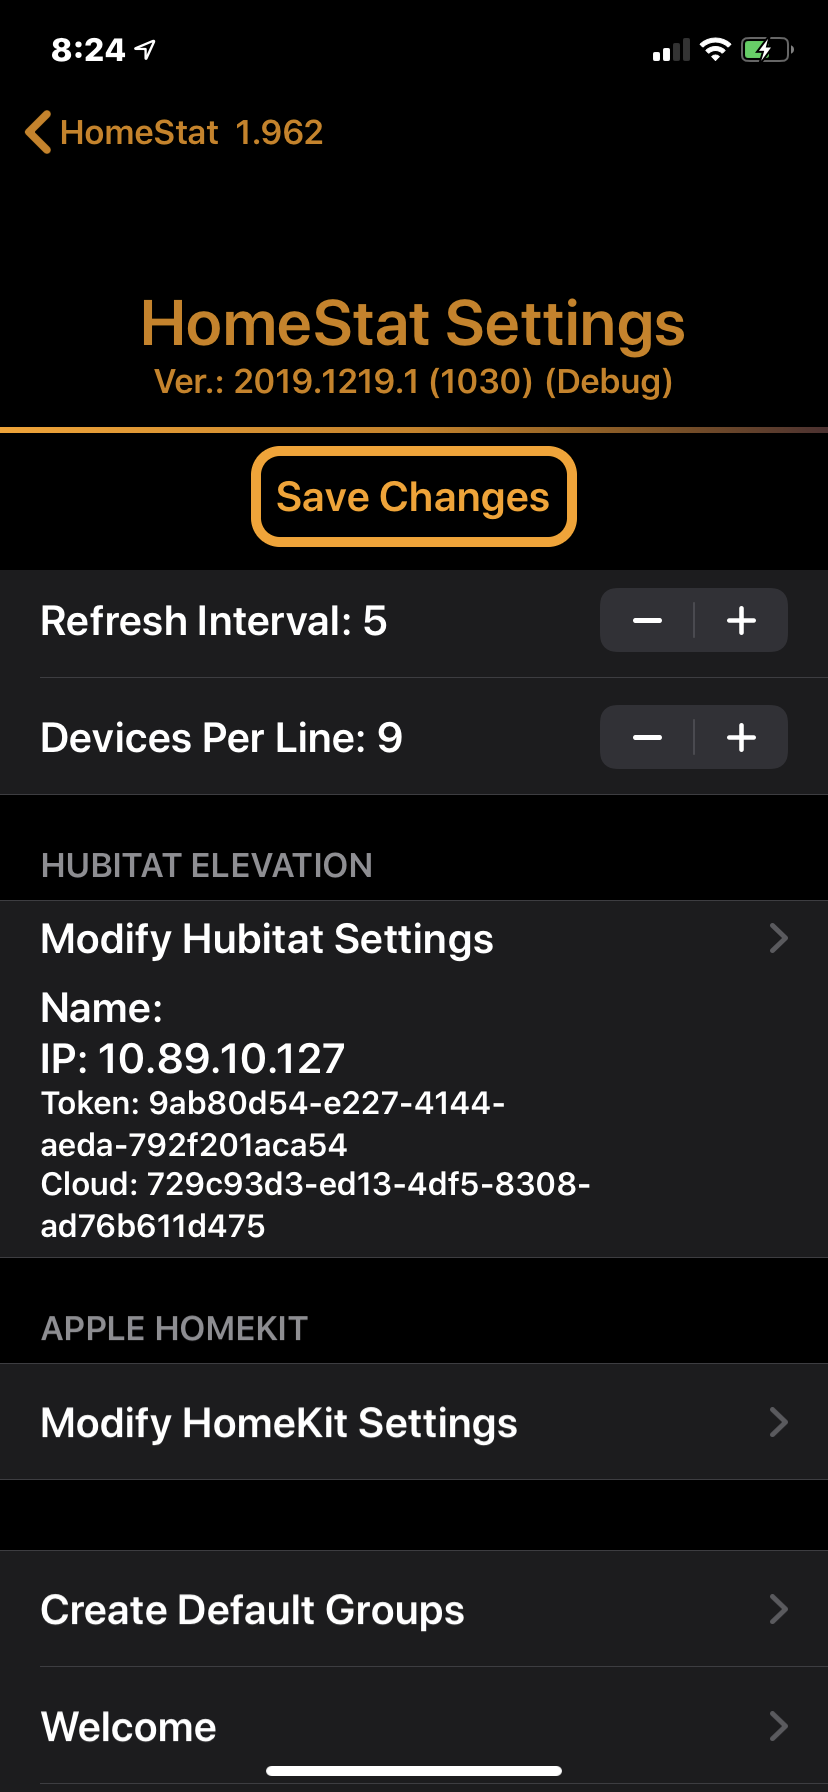 8:24
HomeStat 1.962
HomeStat Settings
Ver.: 2019.1219.1 (1030) (Debug)
Save Changes
Refresh Interval: 5
Devices Per Line: 9
HUBITAT ELEVATION
Modify Hubitat Settings
Name:
IP: 10.89.10.127
Token: 9ab80d54-e227-4144-
aeda-792f201aca54
Cloud: 729c93d3-ed13-4df5-8308-
ad76b611d475
APPLE HOMEKIT
Modify HomeKit Settings
Create Default Groups
Welcome